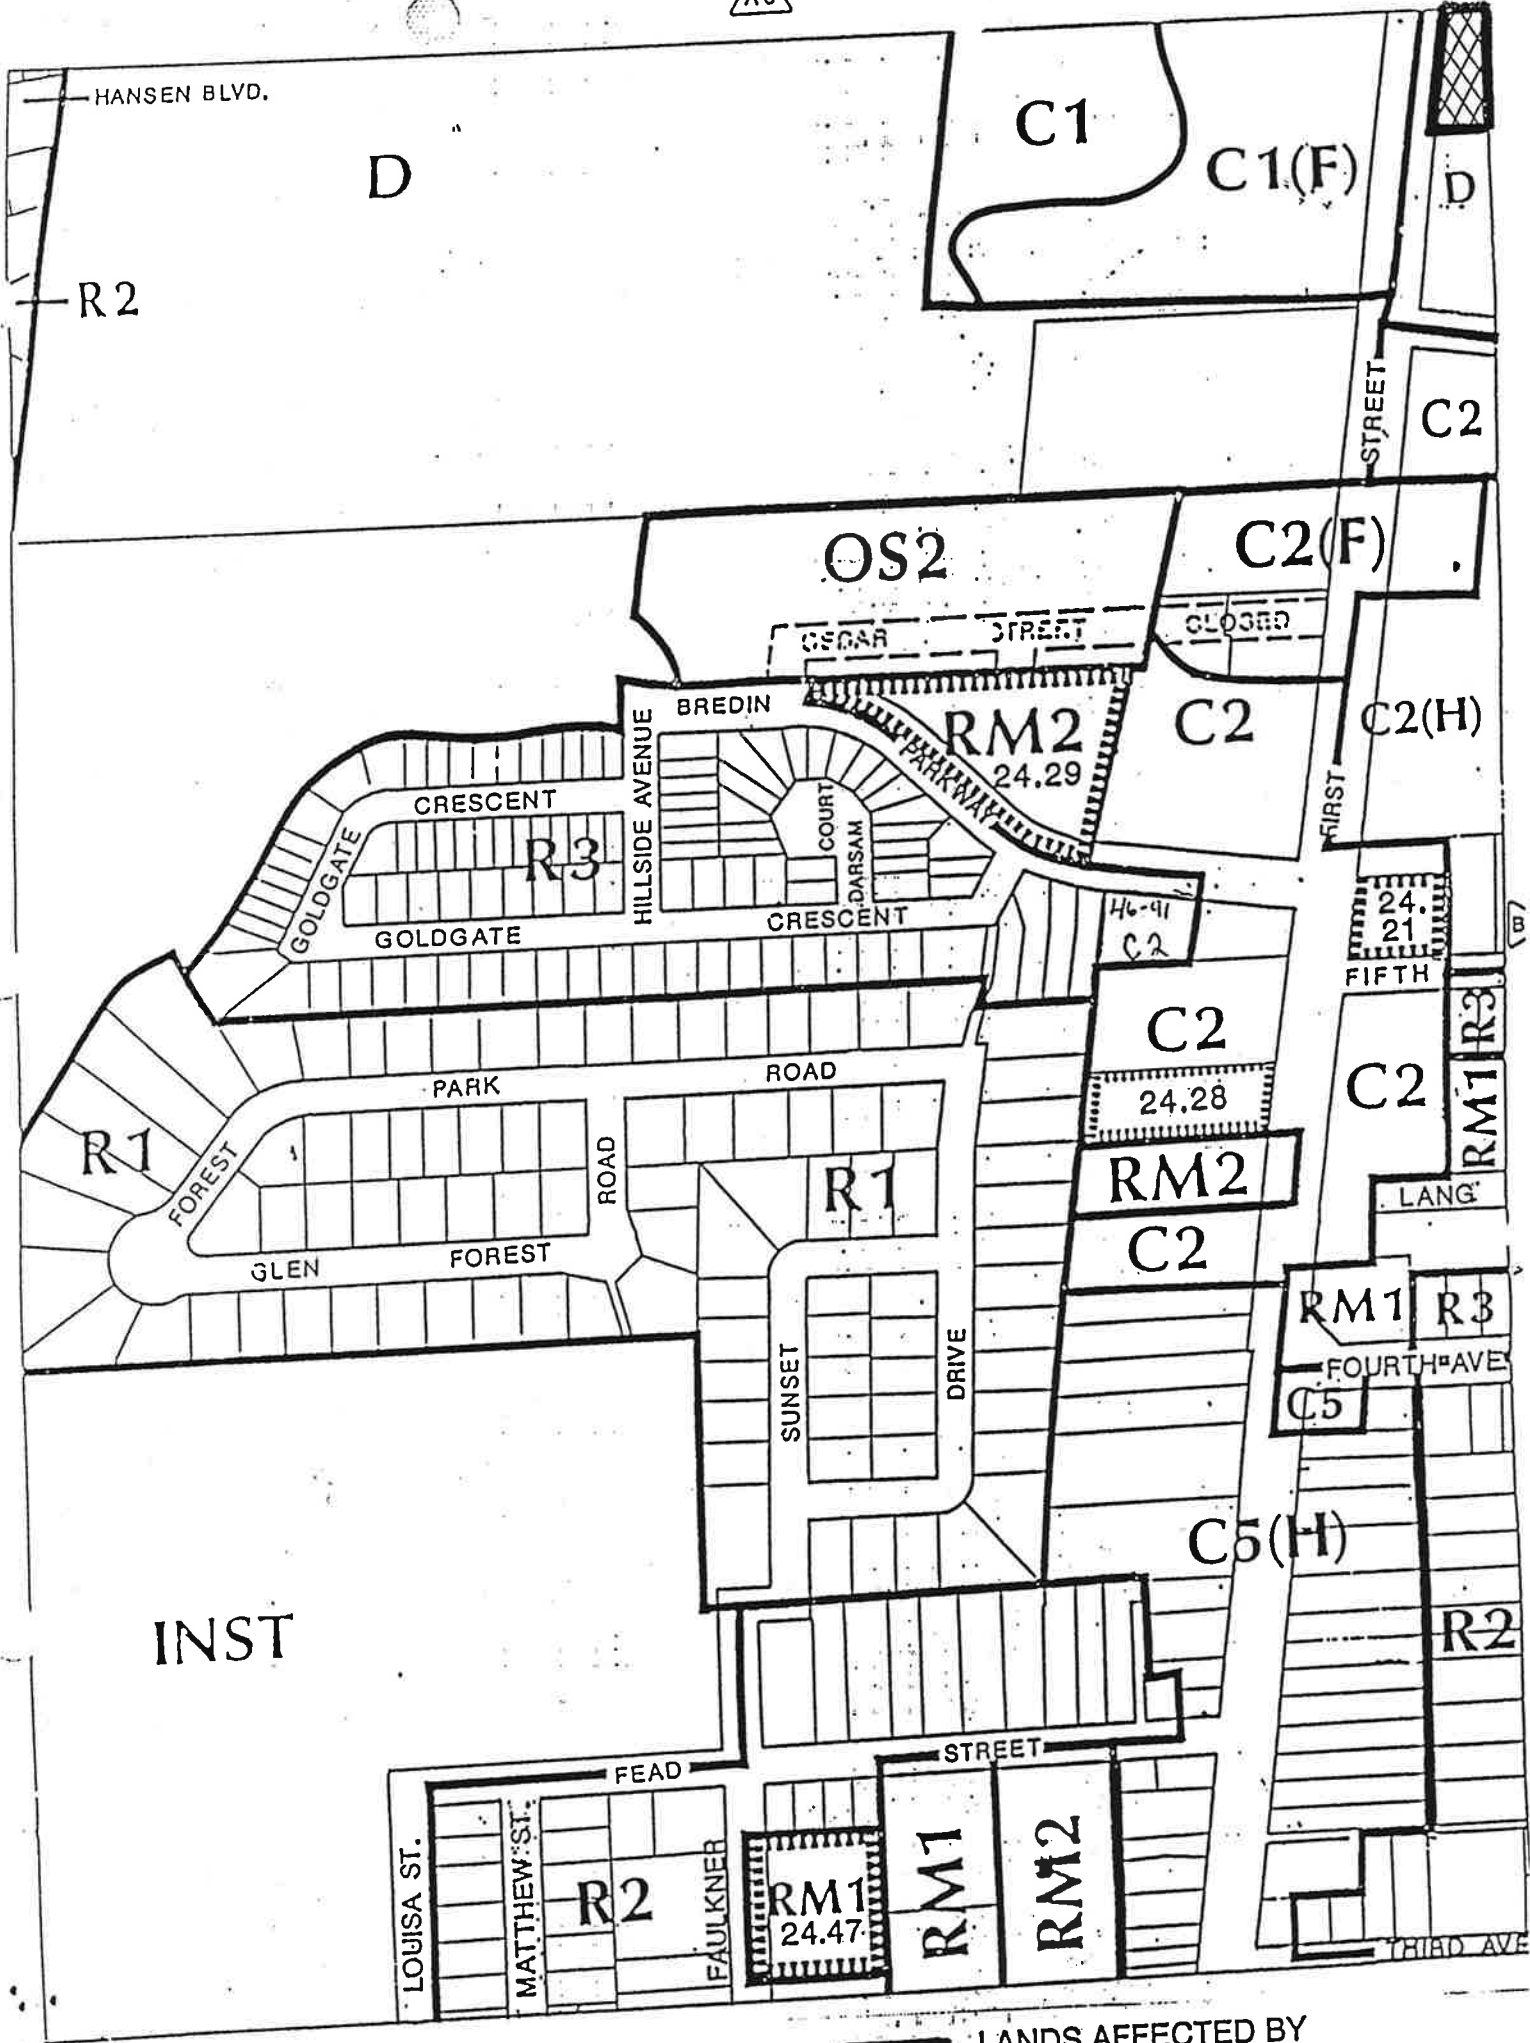 HANSEN BLVD.
D
C1
C1(F)
D
R2
STREET
C2
OS2
C2(F)
CEDAR STREET CLOSED
BREDIN
RM2
24.29
PARKWAY
C2
C2(H)
FIRST
CRESCENT
HILLSIDE AVENUE
COURT
DARSAM
R3
GOLDGATE
GOLDGATE
CRESCENT
46-91
C2
24.
21
B
FIFTH
R3
C2
PARK
ROAD
24.28
C2
RM1
R1
FOREST
ROAD
R1
RM2
LANG
GLEN
FOREST
C2
RM1
R3
SUNSET
DRIVE
FOURTH AVE
C5
C5(H)
INST
R2
FEAD
STREET
LOUISA ST.
MATTHEW ST.
R2
FAULKNER
RM1
24.47
RM1
RM2
THIRD AVE
LANDS AFFECTED BY